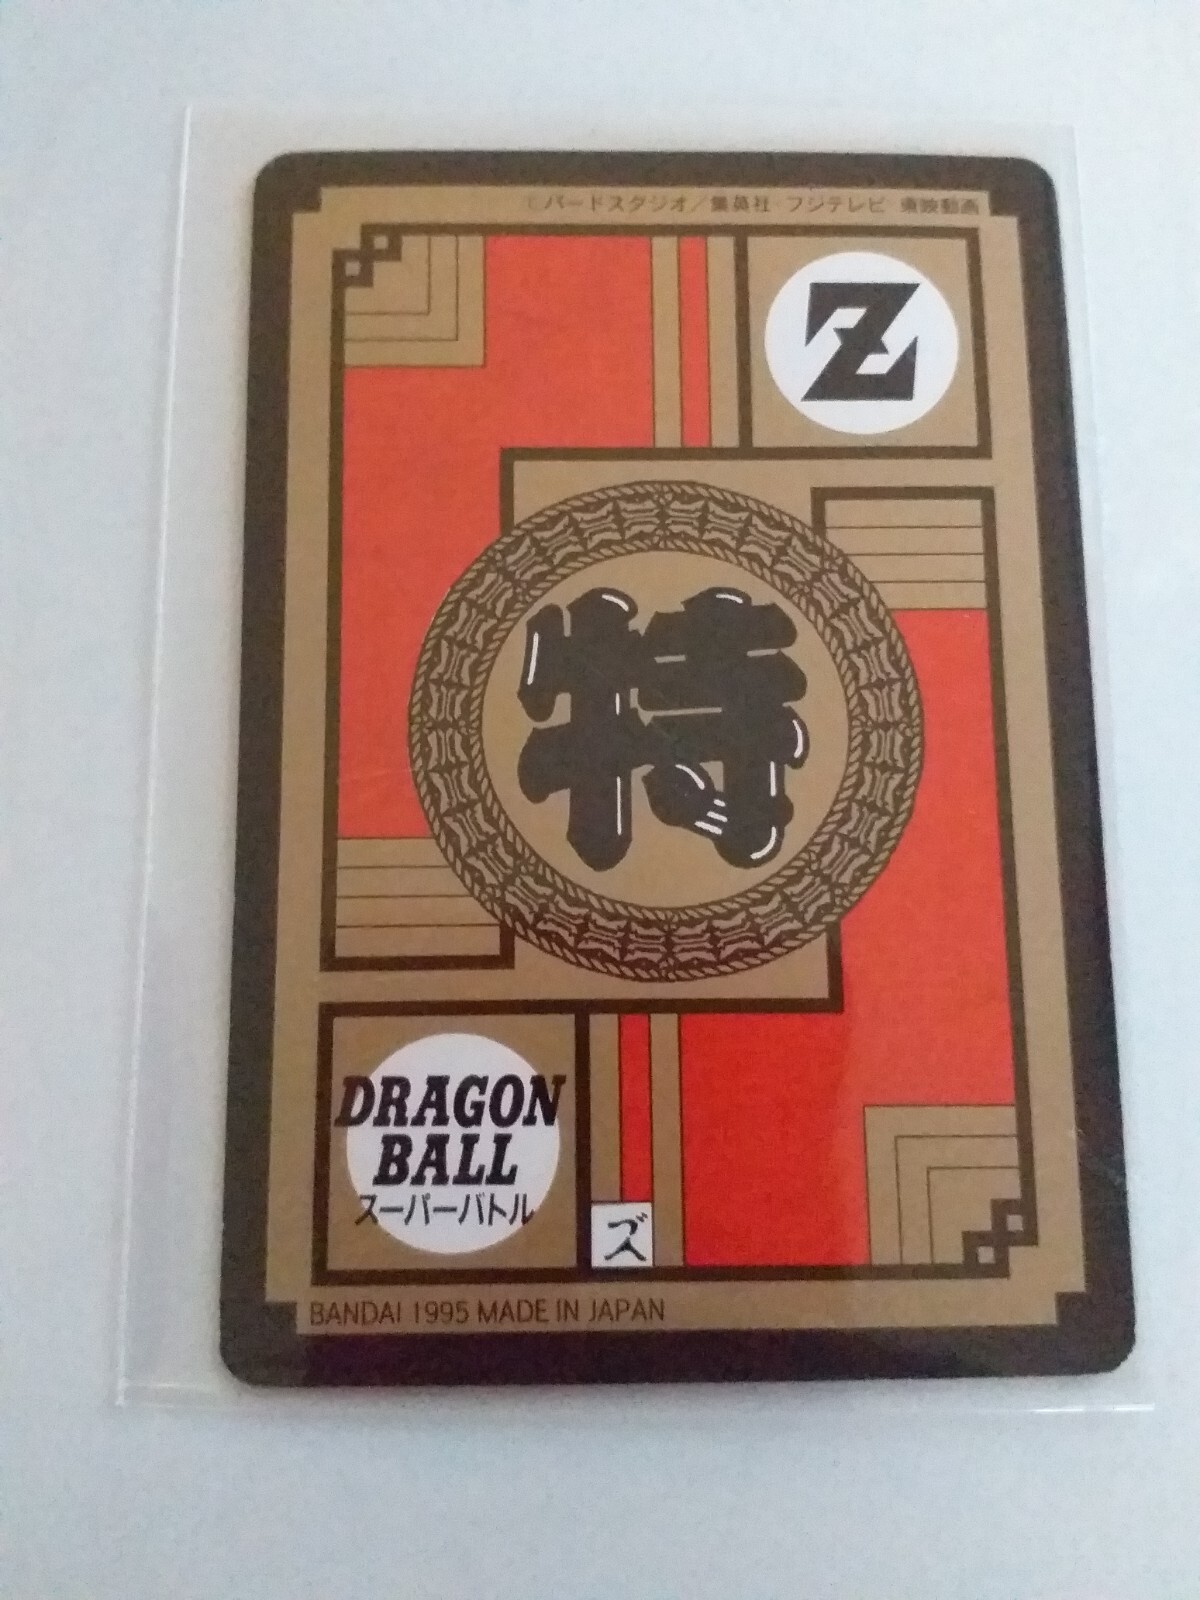 バードスタジオ／集英社・フジテレビ 東映動画
Z
特
DRAGON
BALL
スーパーバトル
BANDAI 1995 MADE IN JAPAN